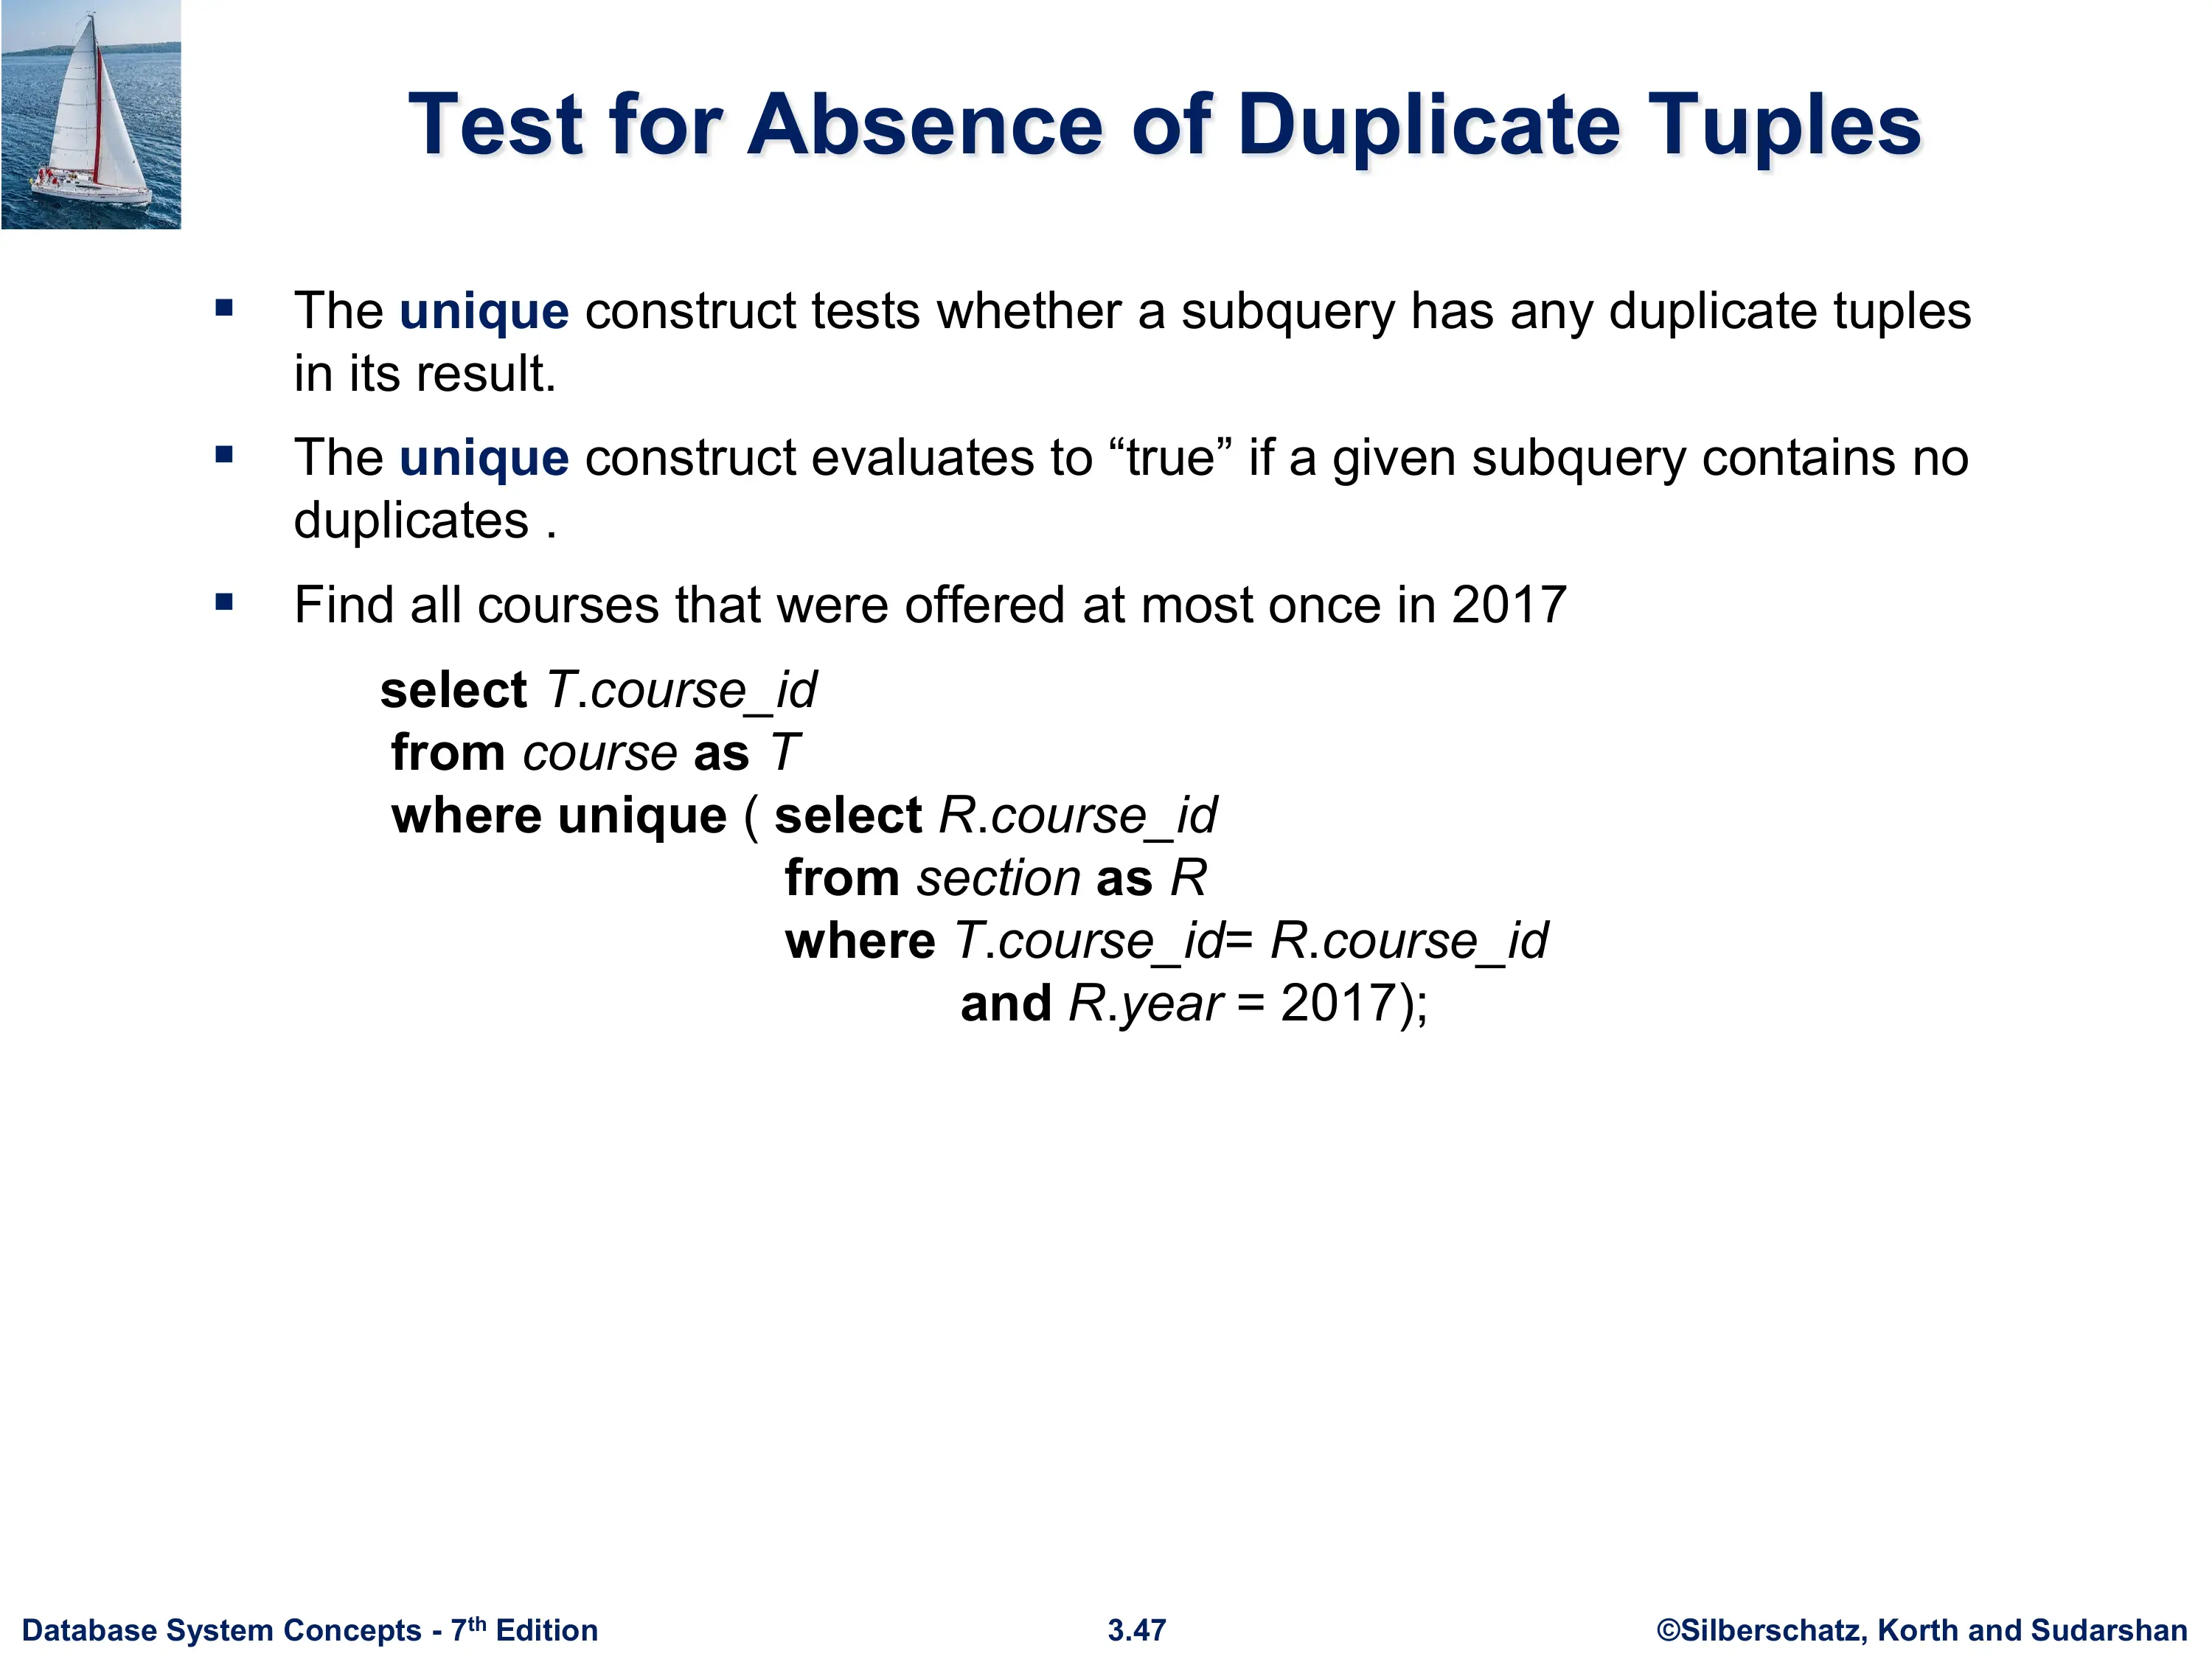 Test for Absence of Duplicate Tuples
▪ The unique construct tests whether a subquery has any duplicate tuples
in its result.
▪ The unique construct evaluates to “true” if a given subquery contains no
duplicates .
▪ Find all courses that were offered at most once in 2017
select T.course_id
from course as T
where unique ( select R.course_id
from section as R
where T.course_id= R.course_id
and R.year = 2017);
Database System Concepts - 7th Edition
3.47
©Silberschatz, Korth and Sudarshan